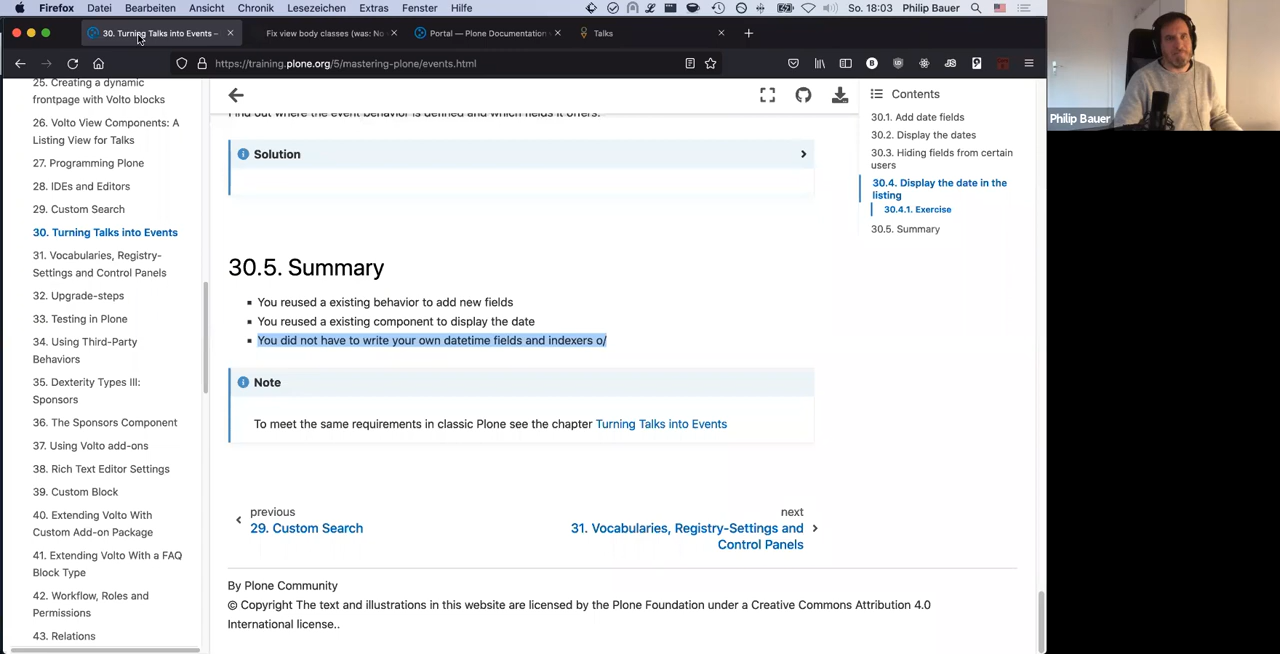 Firefox Datei Bearbeiten Ansicht Chronik Lesezeichen Extras Fenster Hilfe So. 18:03 Philip Bauer
30. Turning Talks into Events – Fix view body classes (was: No Portal — Plone Documentation Talks
https://training.plone.org/5/mastering-plone/events.html
25. Creating a dynamic
frontpage with Volto blocks
26. Volto View Components: A
Listing View for Talks
27. Programming Plone
28. IDEs and Editors
29. Custom Search
30. Turning Talks into Events
31. Vocabularies, Registry-
Settings and Control Panels
32. Upgrade-steps
33. Testing in Plone
34. Using Third-Party
Behaviors
35. Dexterity Types III:
Sponsors
36. The Sponsors Component
37. Using Volto add-ons
38. Rich Text Editor Settings
39. Custom Block
40. Extending Volto With
Custom Add-on Package
41. Extending Volto With a FAQ
Block Type
42. Workflow, Roles and
Permissions
43. Relations
Find out where the event behavior is defined and which fields it offers.
Solution
30.5. Summary
You reused a existing behavior to add new fields
You reused a existing component to display the date
You did not have to write your own datetime fields and indexers o/
Note
To meet the same requirements in classic Plone see the chapter Turning Talks into Events
previous
29. Custom Search
next
31. Vocabularies, Registry-Settings and
Control Panels
By Plone Community
© Copyright The text and illustrations in this website are licensed by the Plone Foundation under a Creative Commons Attribution 4.0
International license..
Contents
30.1. Add date fields
30.2. Display the dates
30.3. Hiding fields from certain
users
30.4. Display the date in the
listing
30.4.1. Exercise
30.5. Summary
Philip Bauer